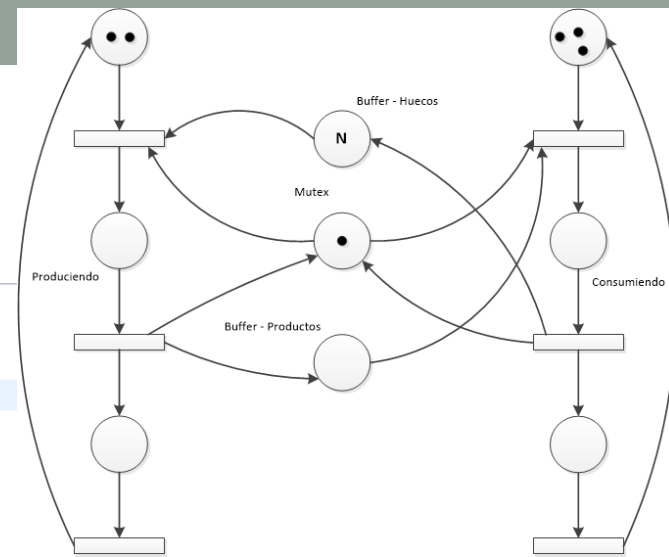 Buffer - Huecos
N
Mutex
Produciendo
Consumiendo
Buffer - Productos